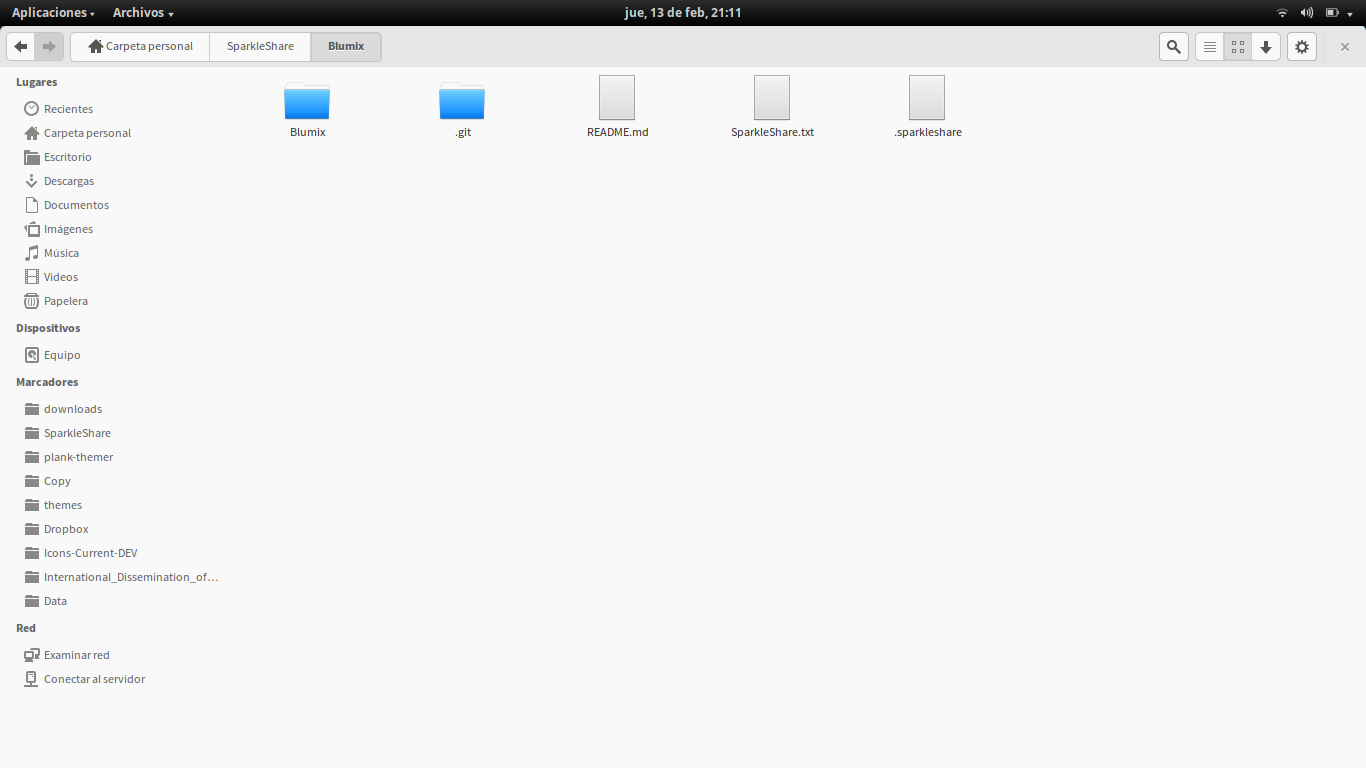 Aplicaciones Archivos jue, 13 de feb, 21:11
Carpeta personal SparkleShare Blumix
Lugares
Recientes
Carpeta personal
Escritorio
Descargas
Documentos
Imágenes
Música
Vídeos
Papelera
Dispositivos
Equipo
Marcadores
downloads
SparkleShare
plank-themer
Copy
themes
Dropbox
Icons-Current-DEV
International_Dissemination_of…
Data
Red
Examinar red
Conectar al servidor
Blumix .git README.md SparkleShare.txt .sparkleshare